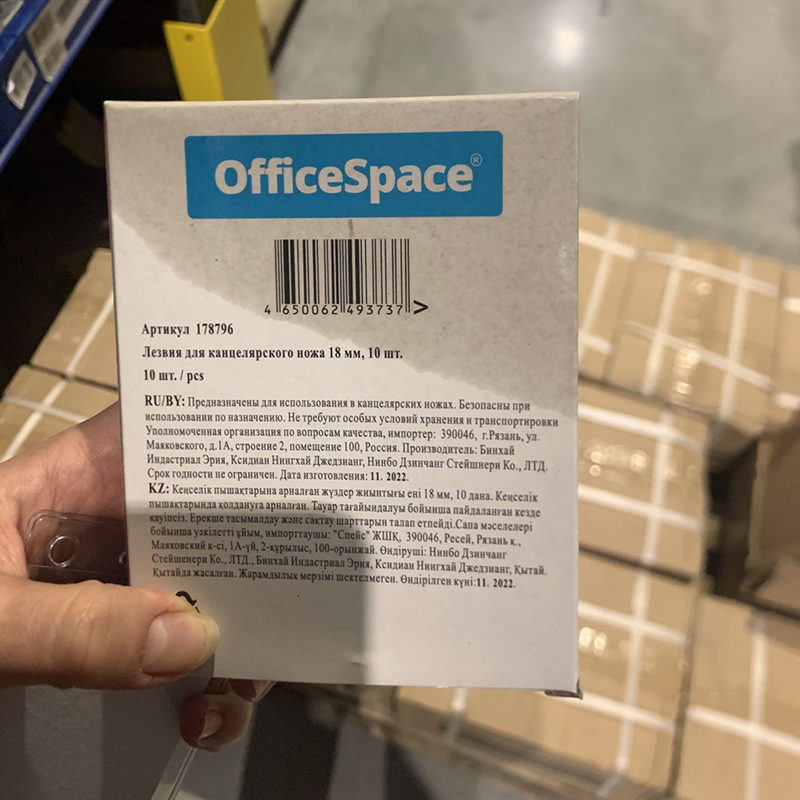 OfficeSpace®
4 650062 493737 >
Артикул 178796
Лезвия для канцелярского ножа 18 мм, 10 шт.
10 шт. / pcs
RU/BY: Предназначены для использования в канцелярских ножах. Безопасны при
использовании по назначению. Не требуют особых условий хранения и транспортировки
Уполномоченная организация по вопросам качества, импортер: 390046, г.Рязань, ул.
Маяковского, д.1А, строение 2, помещение 100, Россия. Производитель: Бинхай
Индастриал Эрия, Ксидиан Нингхай Джедзианг, Нинбо Дзинчанг Стейшнери Ко., ЛТД.
Срок годности не ограничен. Дата изготовления: 11. 2022.
KZ: Кеңселік пышақтарына арналған жүздер жиынтығы ені 18 мм, 10 дана. Кеңселік
пышақтарында қолдануға арналған. Тауар тағайындалуы бойынша пайдаланған кезде
қауіпсіз. Ерекше тасымалдау және сақтау шарттарын талап етпейді.Сапа мәселелері
бойынша уәкілетті ұйым, импорттаушы: "Спейс" ЖШҚ, 390046, Ресей, Рязань қ.,
Маяковский к-сі, 1А-үй, 2-құрылыс, 100-орынжай. Өндіруші: Нинбо Дзинчанг
Стейшенери Ко., ЛТД., Бинхай Индастриал Эрия, Ксидиан Нингхай Джедзианг, Қытай.
Қытайда жасалған. Жарамдылық мерзімі шектелмеген. Өндірілген күні:11. 2022.